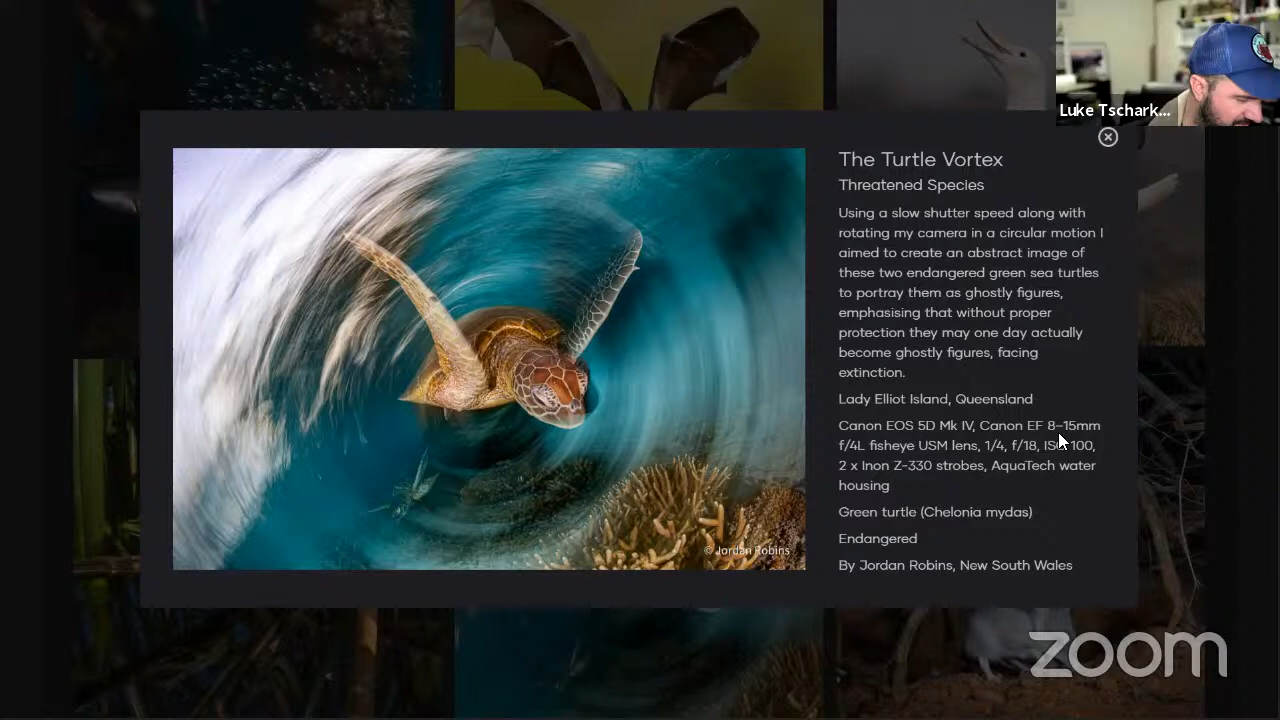 Luke Tschark...
The Turtle Vortex
Threatened Species
Using a slow shutter speed along with
rotating my camera in a circular motion I
aimed to create an abstract image of
these two endangered green sea turtles
to portray them as ghostly figures,
emphasising that without proper
protection they may one day actually
become ghostly figures, facing
extinction.
Lady Elliot Island, Queensland
Canon EOS 5D Mk IV, Canon EF 8–15mm
f/4L fisheye USM lens, 1/4, f/18, ISO 100,
2 x Inon Z-330 strobes, AquaTech water
housing
Green turtle (Chelonia mydas)
Endangered
© Jordan Robins
By Jordan Robins, New South Wales
zoom